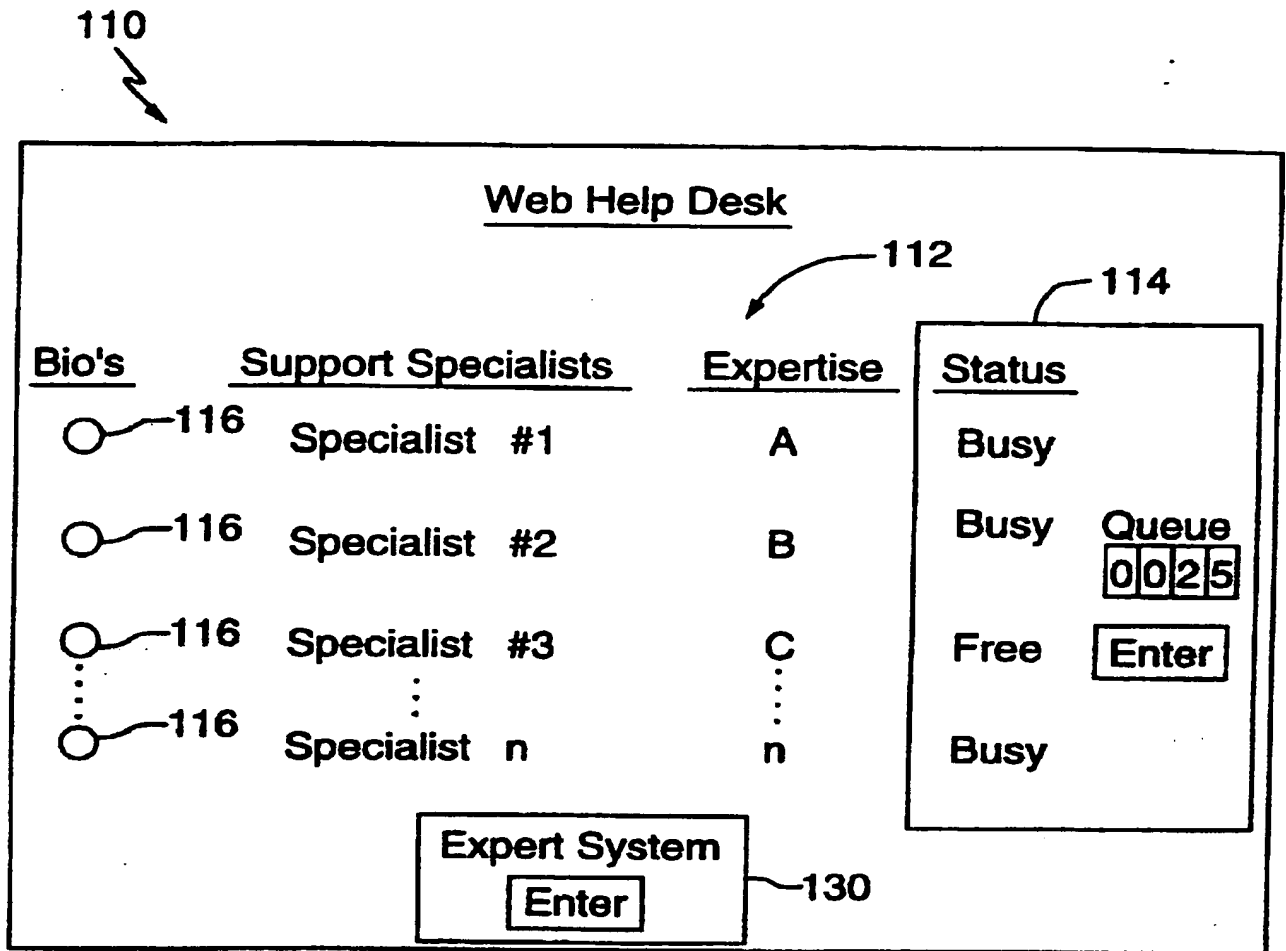 110
Web Help Desk
112
114
Bio's Support Specialists Expertise Status
116 Specialist #1 A Busy
116 Specialist #2 B Busy Queue
0025
116 Specialist #3 C Free Enter
116 Specialist n n Busy
Expert System
Enter
130